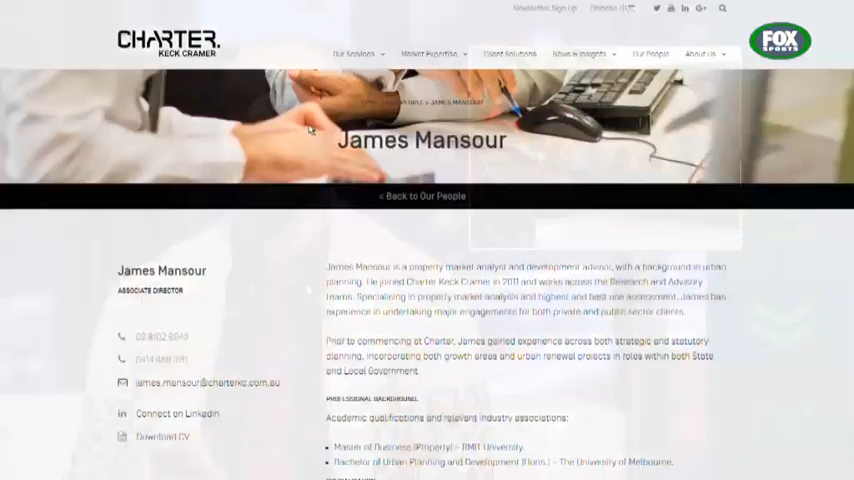 Newsletter Sign Up
CHARTER.
KECK CRAMER
Our Services
Market Expertise
Client Solutions
News & Insights
Our People
About Us
FOX
SPORTS
> JAMES MANSOUR
James Mansour
< Back to Our People
James Mansour
ASSOCIATE DIRECTOR
james.mansour@charterkc.com.au
Connect on LinkedIn
Download CV
James Mansour is a property market analyst and development advisor, with a background in urban
planning. He joined Charter Keck Cramer in 2011 and works across the Research and Advisory
teams. Specialising in property market analysis and highest and best use assessment, James has
experience in undertaking major engagements for both private and public sector clients.
Prior to commencing at Charter, James gained experience across both strategic and statutory
planning, incorporating both growth areas and urban renewal projects in roles within both State
and Local Government.
PROFESSIONAL BACKGROUND
Academic qualifications and relevant industry associations:
Master of Business (Property) – RMIT University.
Bachelor of Urban Planning and Development (Hons.) – The University of Melbourne.